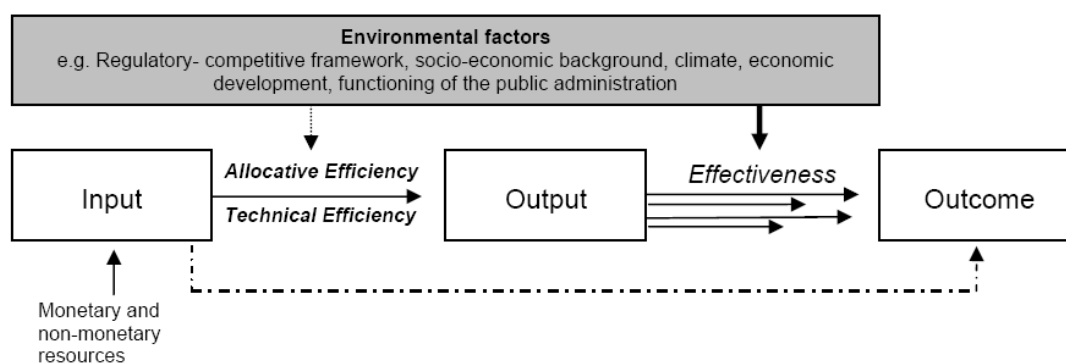 Environmental factors
e.g. Regulatory- competitive framework, socio-economic background, climate, economic
development, functioning of the public administration
Input
Allocative Efficiency
Technical Efficiency
Output
Effectiveness
Outcome
Monetary and
non-monetary
resources